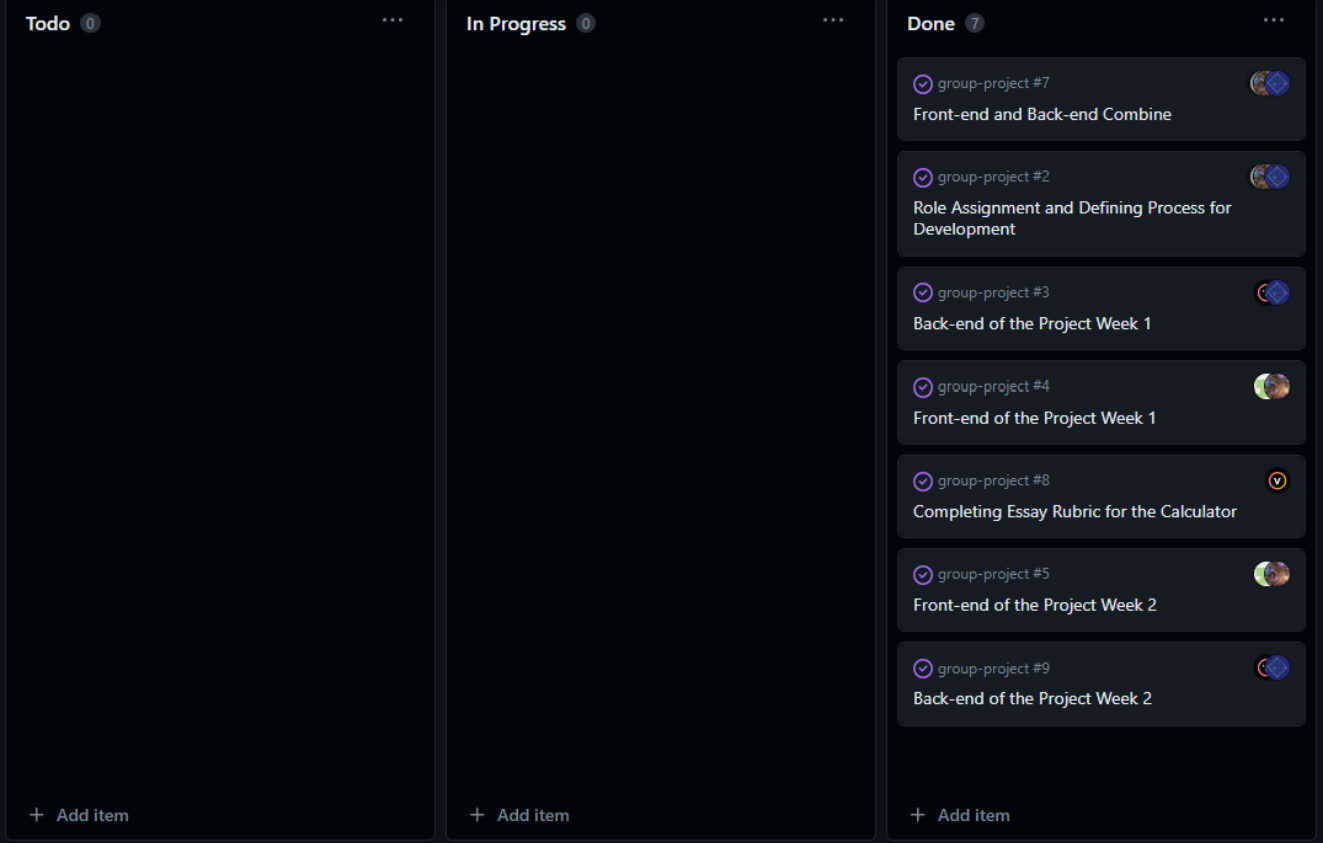 Todo 0
In Progress 0
Done 7
group-project #7
Front-end and Back-end Combine
group-project #2
Role Assignment and Defining Process for
Development
group-project #3
Back-end of the Project Week 1
group-project #4
Front-end of the Project Week 1
group-project #8
V
Completing Essay Rubric for the Calculator
group-project #5
Front-end of the Project Week 2
group-project #9
Back-end of the Project Week 2
+ Add item
+ Add item
+ Add item